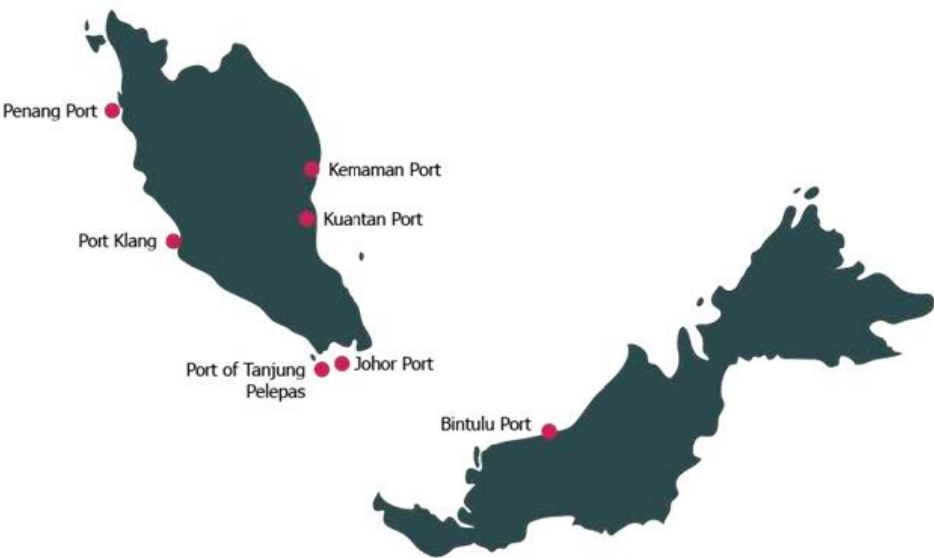 Penang Port
Kemaman Port
Kuantan Port
Port Klang
Port of Tanjung
Pelepas
Johor Port
Bintulu Port